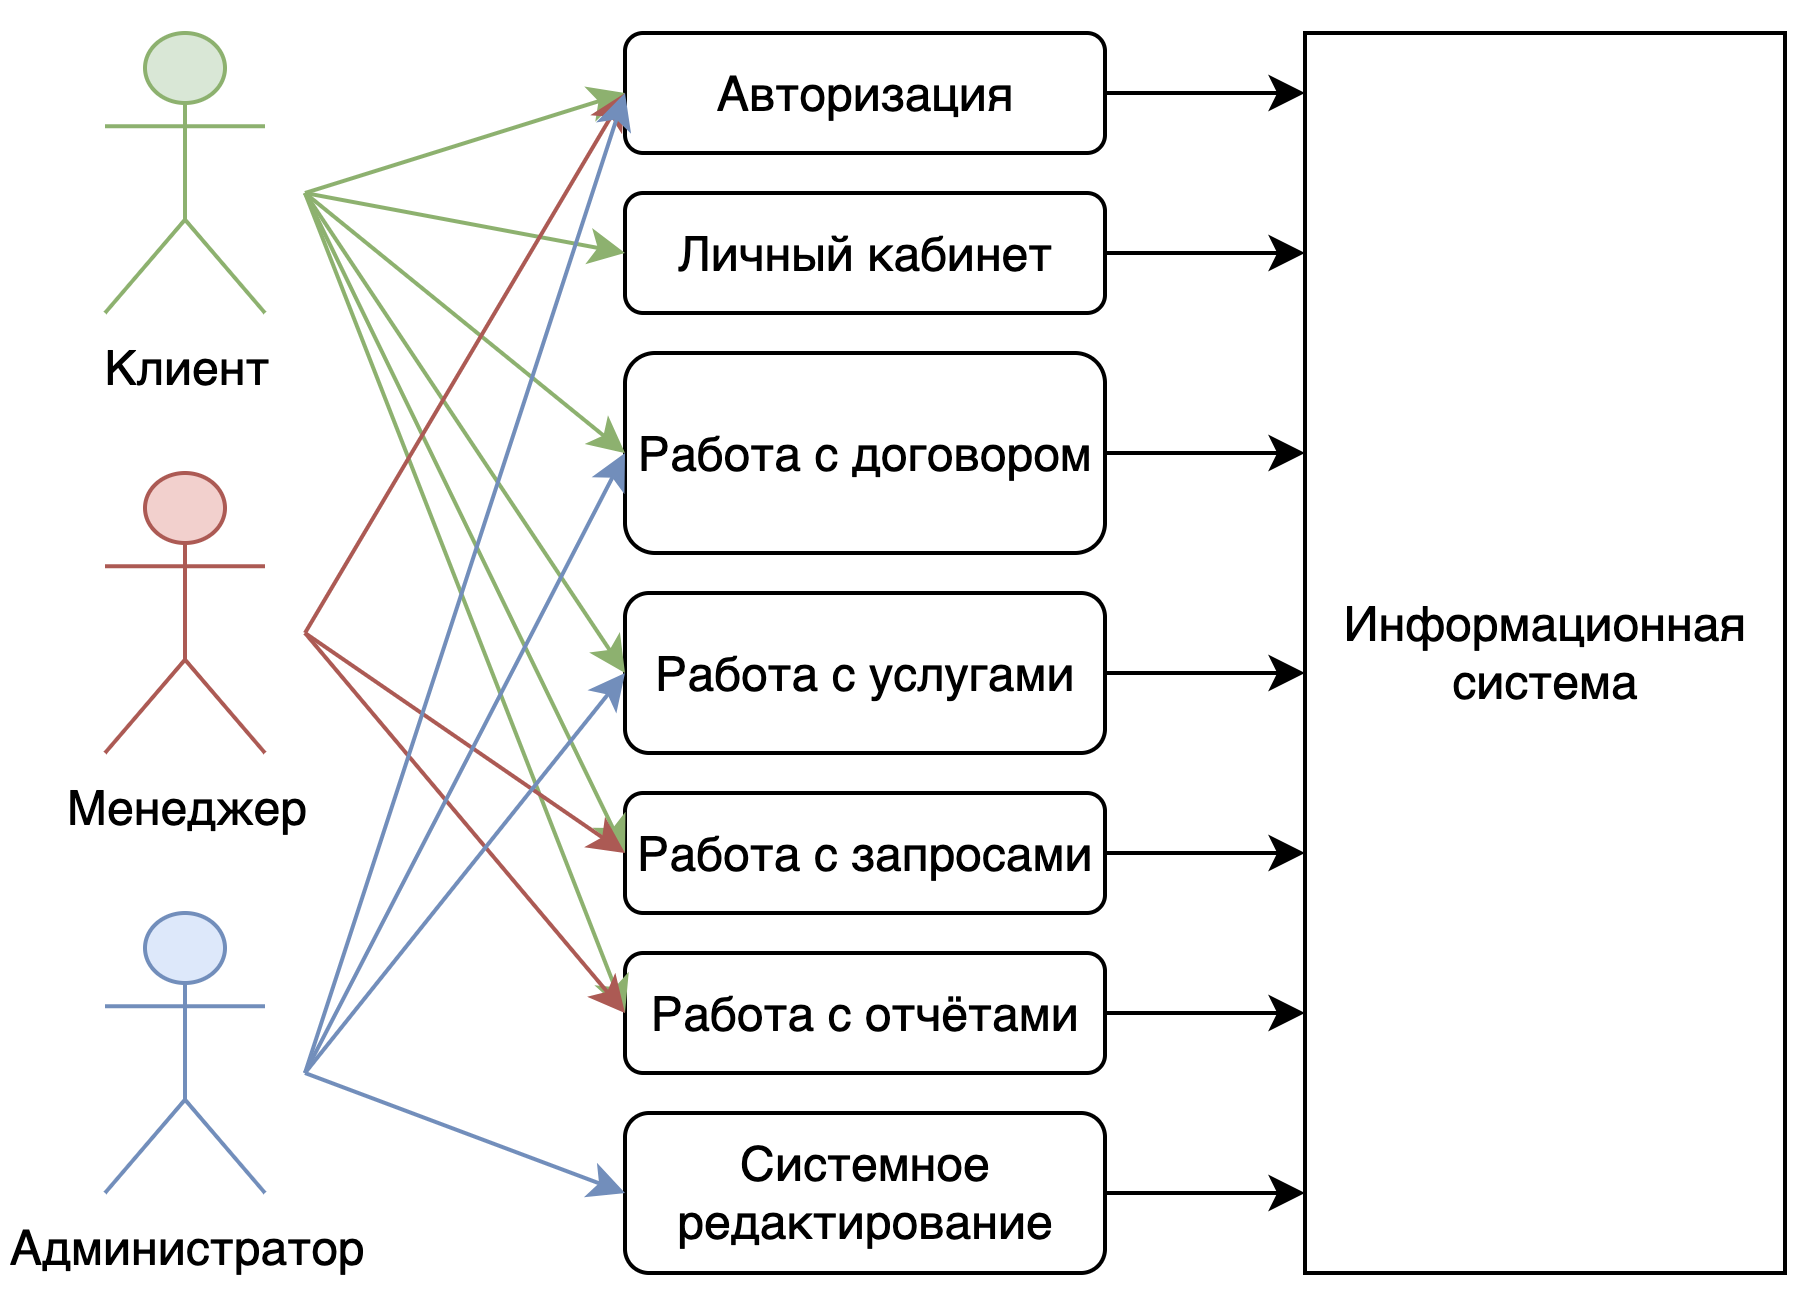 Клиент
Менеджер
Администратор
Авторизация
Личный кабинет
Работа с договором
Работа с услугами
Работа с запросами
Работа с отчётами
Системное
редактирование
Информационная
система